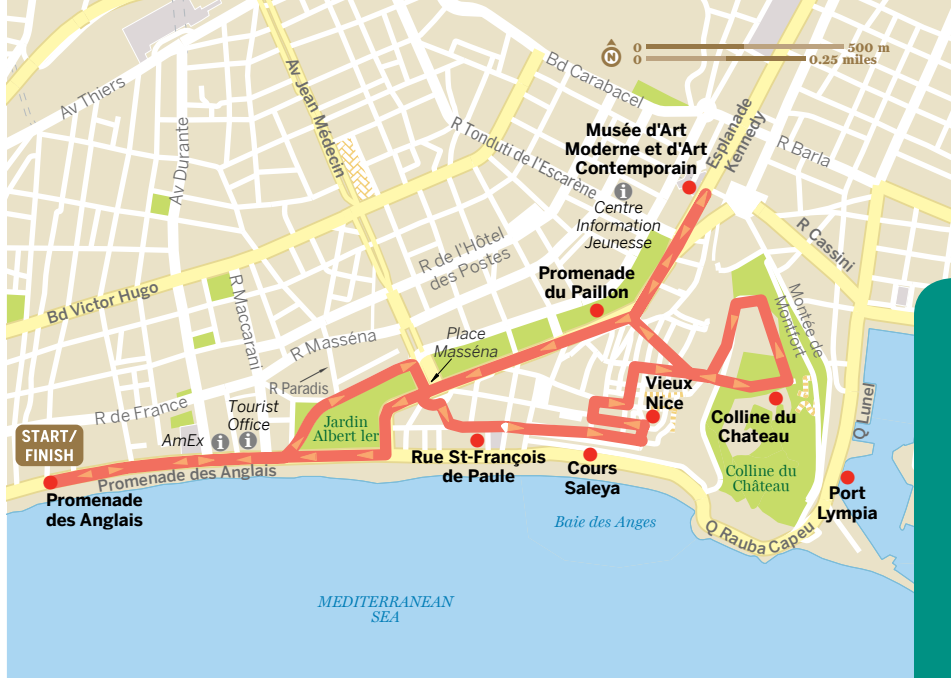 0
500 m
N
0
0.25 miles
Bd Carabacel
Av Thiers
Av Jean Médecin
Esplanade
Kennedy
Av Durante
R Tonduti de l'Escarène
Musée d'Art
Moderne et d'Art
Contemporain
R Barla
i
Centre
Information
Jeunesse
R Cassini
R de l'Hôtel
des Postes
Promenade
du Paillon
Bd Victor Hugo
R Maccarani
Montée de
Montfort
Place
Masséna
R Masséna
R Paradis
Vieux
Nice
R de France
Tourist
Office
Jardin
Albert Ier
Colline du
Chateau
Q Lunel
START/
FINISH
AmEx
i
i
Rue St-François
de Paule
Cours
Saleya
Colline du
Château
Promenade des Anglais
Promenade
des Anglais
Port
Lympia
Baie des Anges
Q Rauba Capeu
MEDITERRANEAN
SEA